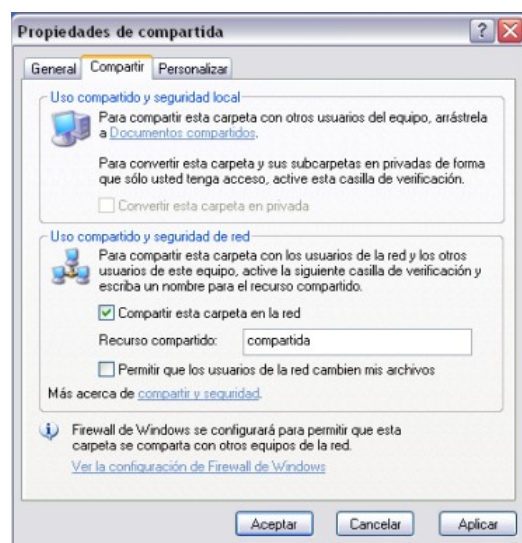 Propiedades de compartida
General Compartir Personalizar
Uso compartido y seguridad local
Para compartir esta carpeta con otros usuarios del equipo, arrástrela
a Documentos compartidos.
Para convertir esta carpeta y sus subcarpetas en privadas de forma
que sólo usted tenga acceso, active esta casilla de verificación.
Convertir esta carpeta en privada
Uso compartido y seguridad de red
Para compartir esta carpeta con los usuarios de la red y los otros
usuarios de este equipo, active la siguiente casilla de verificación y
escriba un nombre para el recurso compartido.
Compartir esta carpeta en la red
Recurso compartido: compartida
Permitir que los usuarios de la red cambien mis archivos
Más acerca de compartir y seguridad.
Firewall de Windows se configurará para permitir que esta
carpeta se comparta con otros equipos de la red.
Ver la configuración de Firewall de Windows
Aceptar Cancelar Aplicar